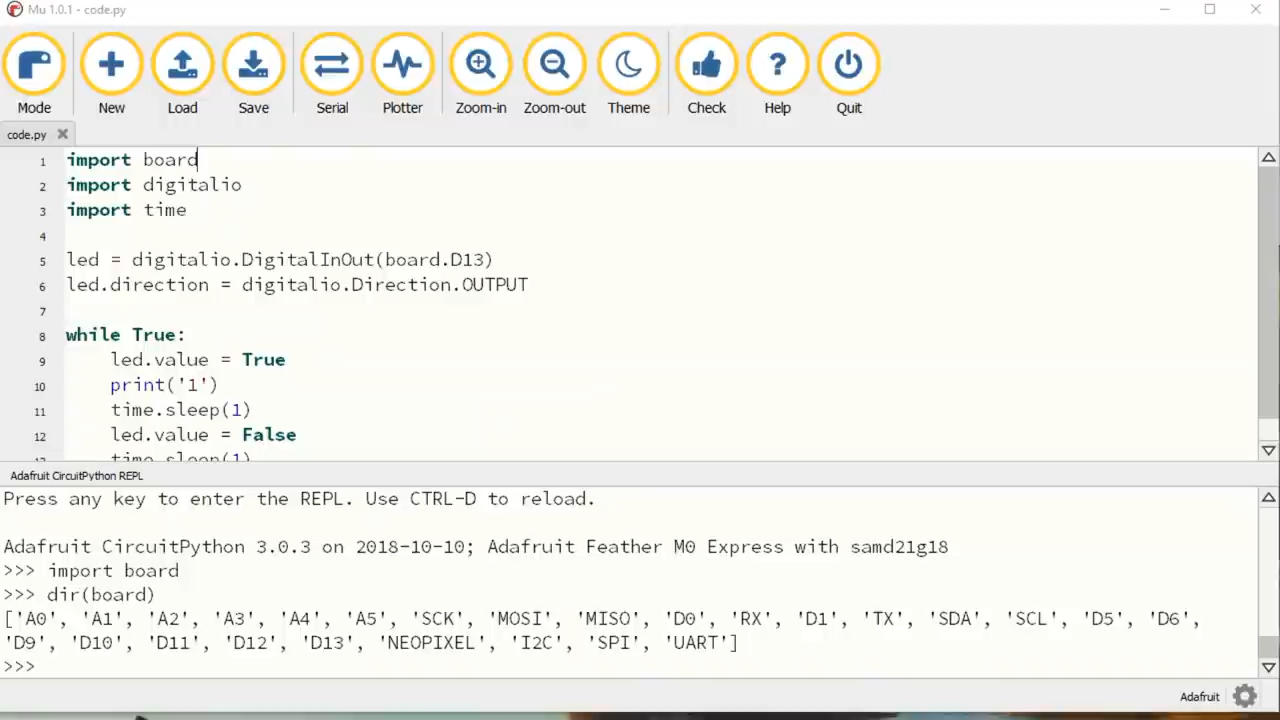 Mu 1.0.1 - code.py
Mode New Load Save Serial Plotter Zoom-in Zoom-out Theme Check Help Quit
code.py
1 import board
2 import digitalio
3 import time
4
5 led = digitalio.DigitalInOut(board.D13)
6 led.direction = digitalio.Direction.OUTPUT
7
8 while True:
9 led.value = True
10 print('1')
11 time.sleep(1)
12 led.value = False
time.sleep(1)
Adafruit CircuitPython REPL
Press any key to enter the REPL. Use CTRL-D to reload.
Adafruit CircuitPython 3.0.3 on 2018-10-10; Adafruit Feather M0 Express with samd21g18
>>> import board
>>> dir(board)
['A0', 'A1', 'A2', 'A3', 'A4', 'A5', 'SCK', 'MOSI', 'MISO', 'D0', 'RX', 'D1', 'TX', 'SDA', 'SCL', 'D5', 'D6',
'D9', 'D10', 'D11', 'D12', 'D13', 'NEOPIXEL', 'I2C', 'SPI', 'UART']
>>>
Adafruit